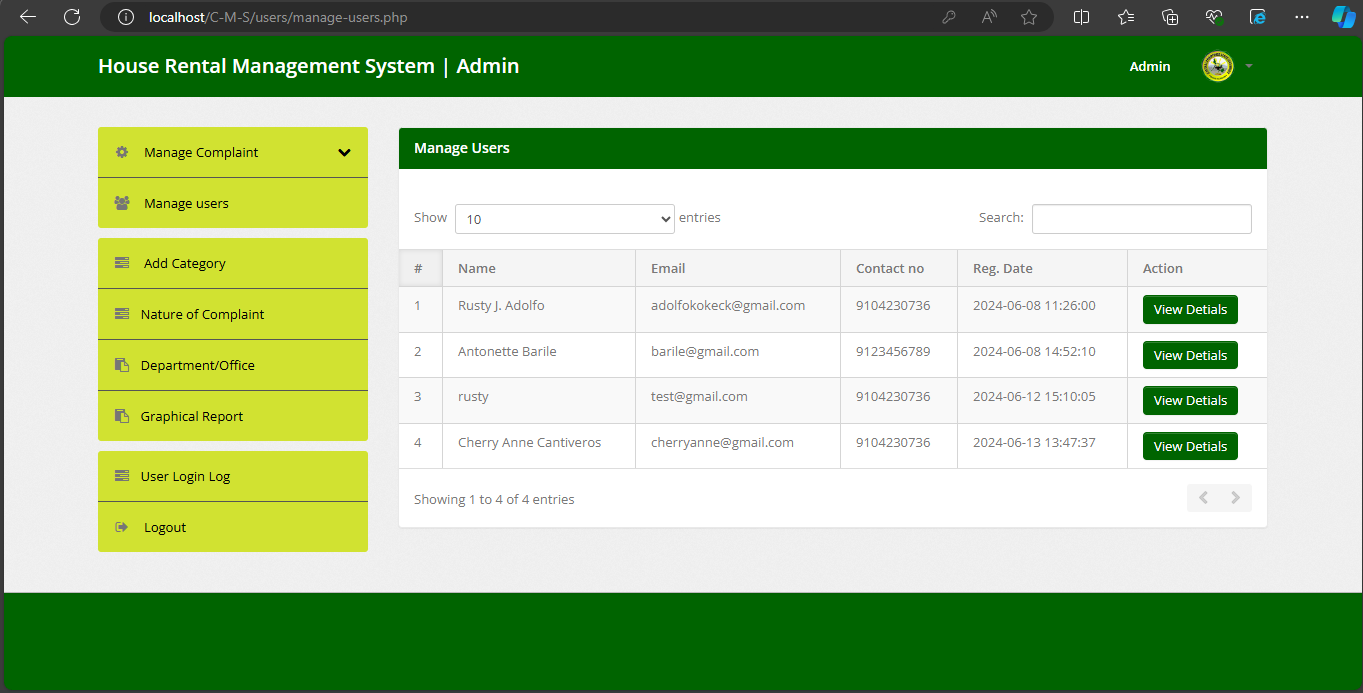 localhost/C-M-S/users/manage-users.php
House Rental Management System | Admin
Admin
Manage Complaint
Manage users
Add Category
Nature of Complaint
Department/Office
Graphical Report
User Login Log
Logout
Manage Users
Show 10 entries
Search:
# Name Email Contact no Reg. Date Action
1 Rusty J. Adolfo adolfokokeck@gmail.com 9104230736 2024-06-08 11:26:00 View Detials
2 Antonette Barile barile@gmail.com 9123456789 2024-06-08 14:52:10 View Detials
3 rusty test@gmail.com 9104230736 2024-06-12 15:10:05 View Detials
4 Cherry Anne Cantiveros cherryanne@gmail.com 9104230736 2024-06-13 13:47:37 View Detials
Showing 1 to 4 of 4 entries